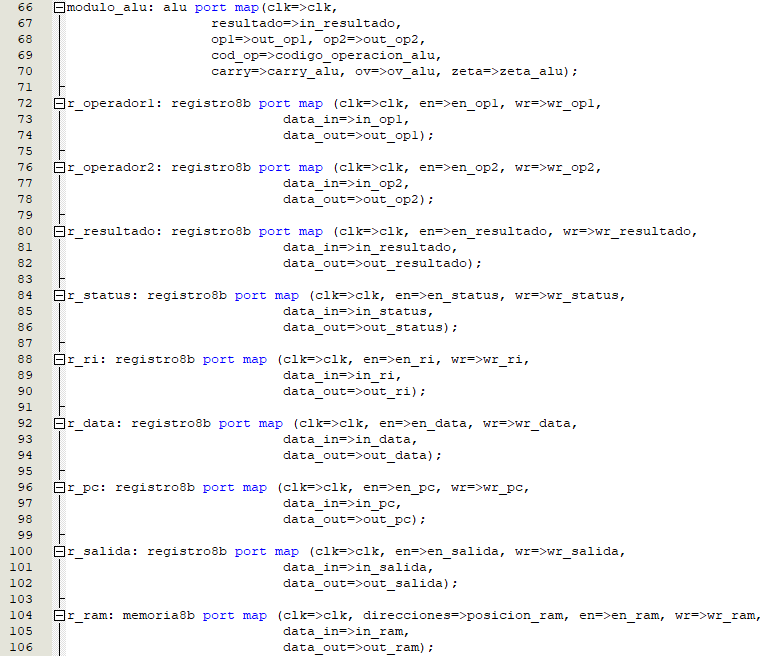 66 modulo_alu: alu port map(clk=>clk,
67 resultado=>in_resultado,
68 op1=>out_op1, op2=>out_op2,
69 cod_op=>codigo_operacion_alu,
70 carry=>carry_alu, ov=>ov_alu, zeta=>zeta_alu);
71
72 r_operador1: registro8b port map (clk=>clk, en=>en_op1, wr=>wr_op1,
73 data_in=>in_op1,
74 data_out=>out_op1);
75
76 r_operador2: registro8b port map (clk=>clk, en=>en_op2, wr=>wr_op2,
77 data_in=>in_op2,
78 data_out=>out_op2);
79
80 r_resultado: registro8b port map (clk=>clk, en=>en_resultado, wr=>wr_resultado,
81 data_in=>in_resultado,
82 data_out=>out_resultado);
83
84 r_status: registro8b port map (clk=>clk, en=>en_status, wr=>wr_status,
85 data_in=>in_status,
86 data_out=>out_status);
87
88 r_ri: registro8b port map (clk=>clk, en=>en_ri, wr=>wr_ri,
89 data_in=>in_ri,
90 data_out=>out_ri);
91
92 r_data: registro8b port map (clk=>clk, en=>en_data, wr=>wr_data,
93 data_in=>in_data,
94 data_out=>out_data);
95
96 r_pc: registro8b port map (clk=>clk, en=>en_pc, wr=>wr_pc,
97 data_in=>in_pc,
98 data_out=>out_pc);
99
100 r_salida: registro8b port map (clk=>clk, en=>en_salida, wr=>wr_salida,
101 data_in=>in_salida,
102 data_out=>out_salida);
103
104 r_ram: memoria8b port map (clk=>clk, direcciones=>posicion_ram, en=>en_ram, wr=>wr_ram,
105 data_in=>in_ram,
106 data_out=>out_ram);